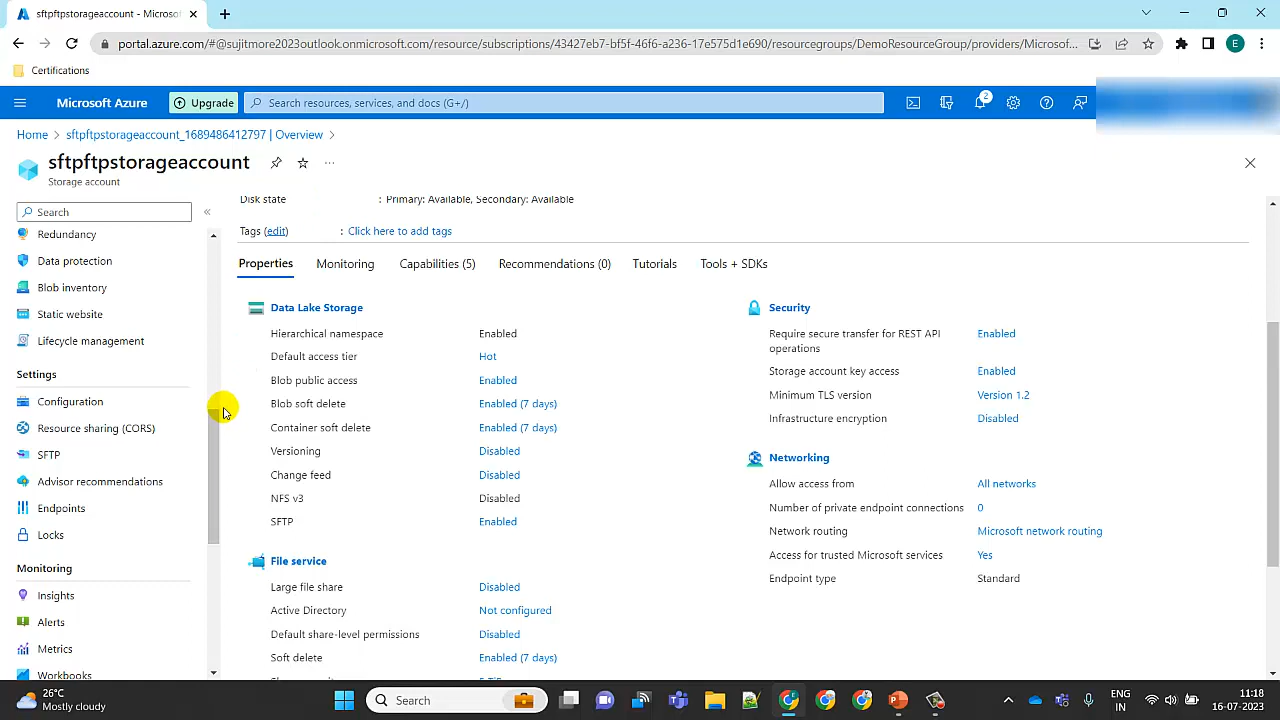 sftpftpstorageaccount - Microso
portal.azure.com/#@sujitmore2023outlook.onmicrosoft.com/resource/subscriptions/43427eb7-bf5f-46f6-a236-17e575d1e690/resourcegroups/DemoResourceGroup/providers/Microsof...
E
Certifications
Microsoft Azure
Upgrade
Search resources, services, and docs (G+/)
2
Home > sftpftpstorageaccount_1689486412797 | Overview >
sftpftpstorageaccount
Storage account
Search
Redundancy
Data protection
Blob inventory
Static website
Lifecycle management
Settings
Configuration
Resource sharing (CORS)
SFTP
Advisor recommendations
Endpoints
Locks
Monitoring
Insights
Alerts
Metrics
Workbooks
Disk state : Primary: Available, Secondary: Available
Tags (edit) : Click here to add tags
Properties Monitoring Capabilities (5) Recommendations (0) Tutorials Tools + SDKs
Data Lake Storage
Hierarchical namespace Enabled
Default access tier Hot
Blob public access Enabled
Blob soft delete Enabled (7 days)
Container soft delete Enabled (7 days)
Versioning Disabled
Change feed Disabled
NFS v3 Disabled
SFTP Enabled
File service
Large file share Disabled
Active Directory Not configured
Default share-level permissions Disabled
Soft delete Enabled (7 days)
Security
Require secure transfer for REST API operations Enabled
Storage account key access Enabled
Minimum TLS version Version 1.2
Infrastructure encryption Disabled
Networking
Allow access from All networks
Number of private endpoint connections 0
Network routing Microsoft network routing
Access for trusted Microsoft services Yes
Endpoint type Standard
26°C
Mostly cloudy
Search
ENG
IN
11:18
16-07-2023